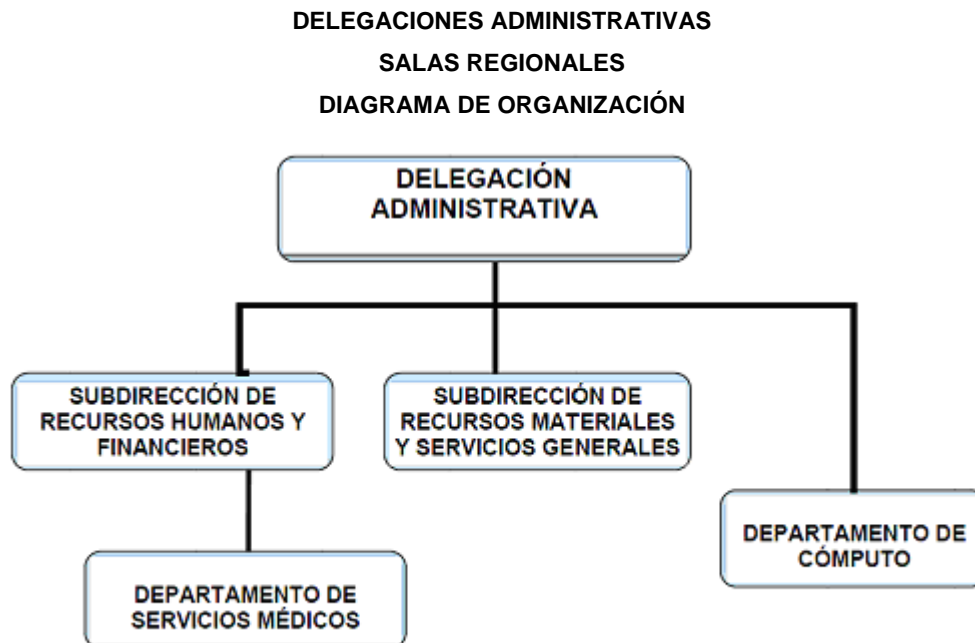 DELEGACIONES ADMINISTRATIVAS
SALAS REGIONALES
DIAGRAMA DE ORGANIZACIÓN
DELEGACIÓN
ADMINISTRATIVA
SUBDIRECCIÓN DE
RECURSOS HUMANOS Y
FINANCIEROS
SUBDIRECCIÓN DE
RECURSOS MATERIALES
Y SERVICIOS GENERALES
DEPARTAMENTO DE
CÓMPUTO
DEPARTAMENTO DE
SERVICIOS MÉDICOS